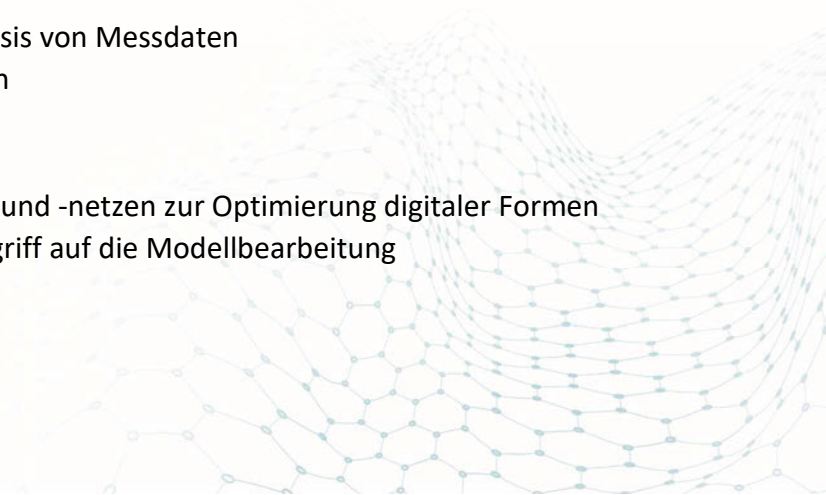 sis von Messdaten
n
und -netzen zur Optimierung digitaler Formen
griff auf die Modellbearbeitung